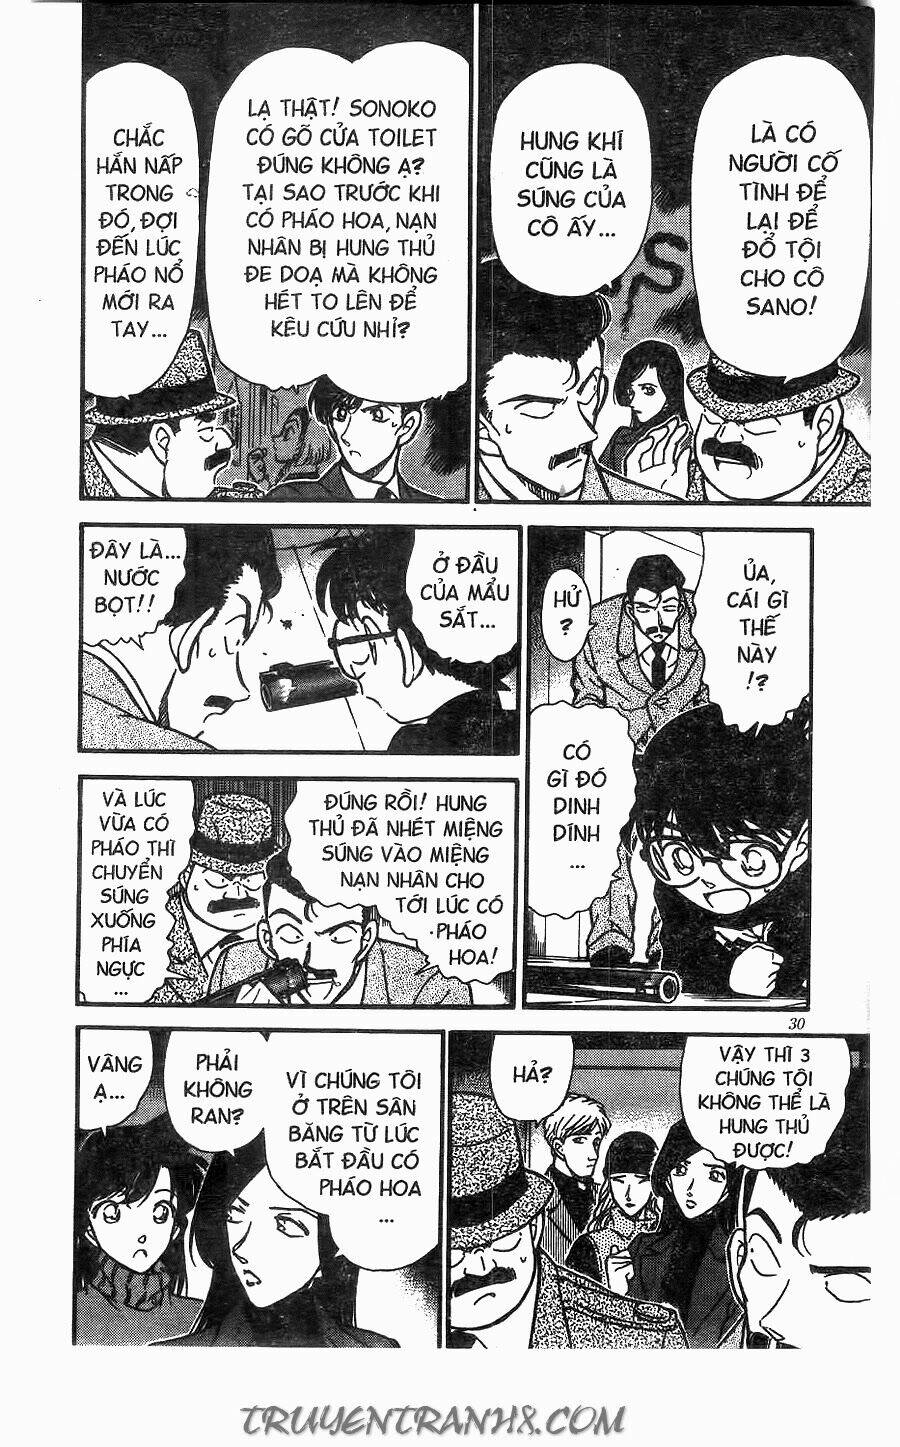 LÀ CÓ
NGƯỜI CỐ
TÌNH ĐỂ
LẠI ĐỂ
ĐỔ TỘI
CHO CÔ
SANO!
HUNG KHÍ
CŨNG LÀ
SÚNG CỦA
CÔ ẤY...
S
LẠ THẬT! SONOKO
CÓ GÕ CỬA TOILET
ĐÚNG KHÔNG Ạ?
TẠI SAO TRƯỚC KHI
CÓ PHÁO HOA, NẠN
NHÂN BỊ HUNG THỦ
ĐE DOẠ MÀ KHÔNG
HÉT TO LÊN ĐỂ
KÊU CỨU NHỈ?
CHẮC
HẮN NẤP
TRONG
ĐÓ, ĐỢI
ĐẾN LÚC
PHÁO NỔ
MỚI RA
TAY...
ỦA,
CÁI GÌ
THẾ
NÀY
!?
HỬ
?
CÓ
GÌ ĐÓ
DINH
DÍNH
...
Ở ĐẦU
CỦA MẨU
SẮT...
ĐÂY LÀ...
NƯỚC
BỌT!!
ĐÚNG RỒI! HUNG
THỦ ĐÃ NHÉT MIỆNG
SÚNG VÀO MIỆNG
NẠN NHÂN CHO
TỚI LÚC CÓ
PHÁO
HOA!
VÀ LÚC
VỪA CÓ
PHÁO THÌ
CHUYỂN
SÚNG
XUỐNG
PHÍA
NGỰC
...
30
VẬY THÌ 3
CHÚNG TÔI
KHÔNG THỂ LÀ
HUNG THỦ
ĐƯỢC!
HẢ?
VÌ CHÚNG TÔI
Ở TRÊN SÂN
BĂNG TỪ LÚC
BẮT ĐẦU CÓ
PHÁO HOA
...
PHẢI
KHÔNG
RAN?
VÂNG
Ạ...
TRUYENTRANH8.COM